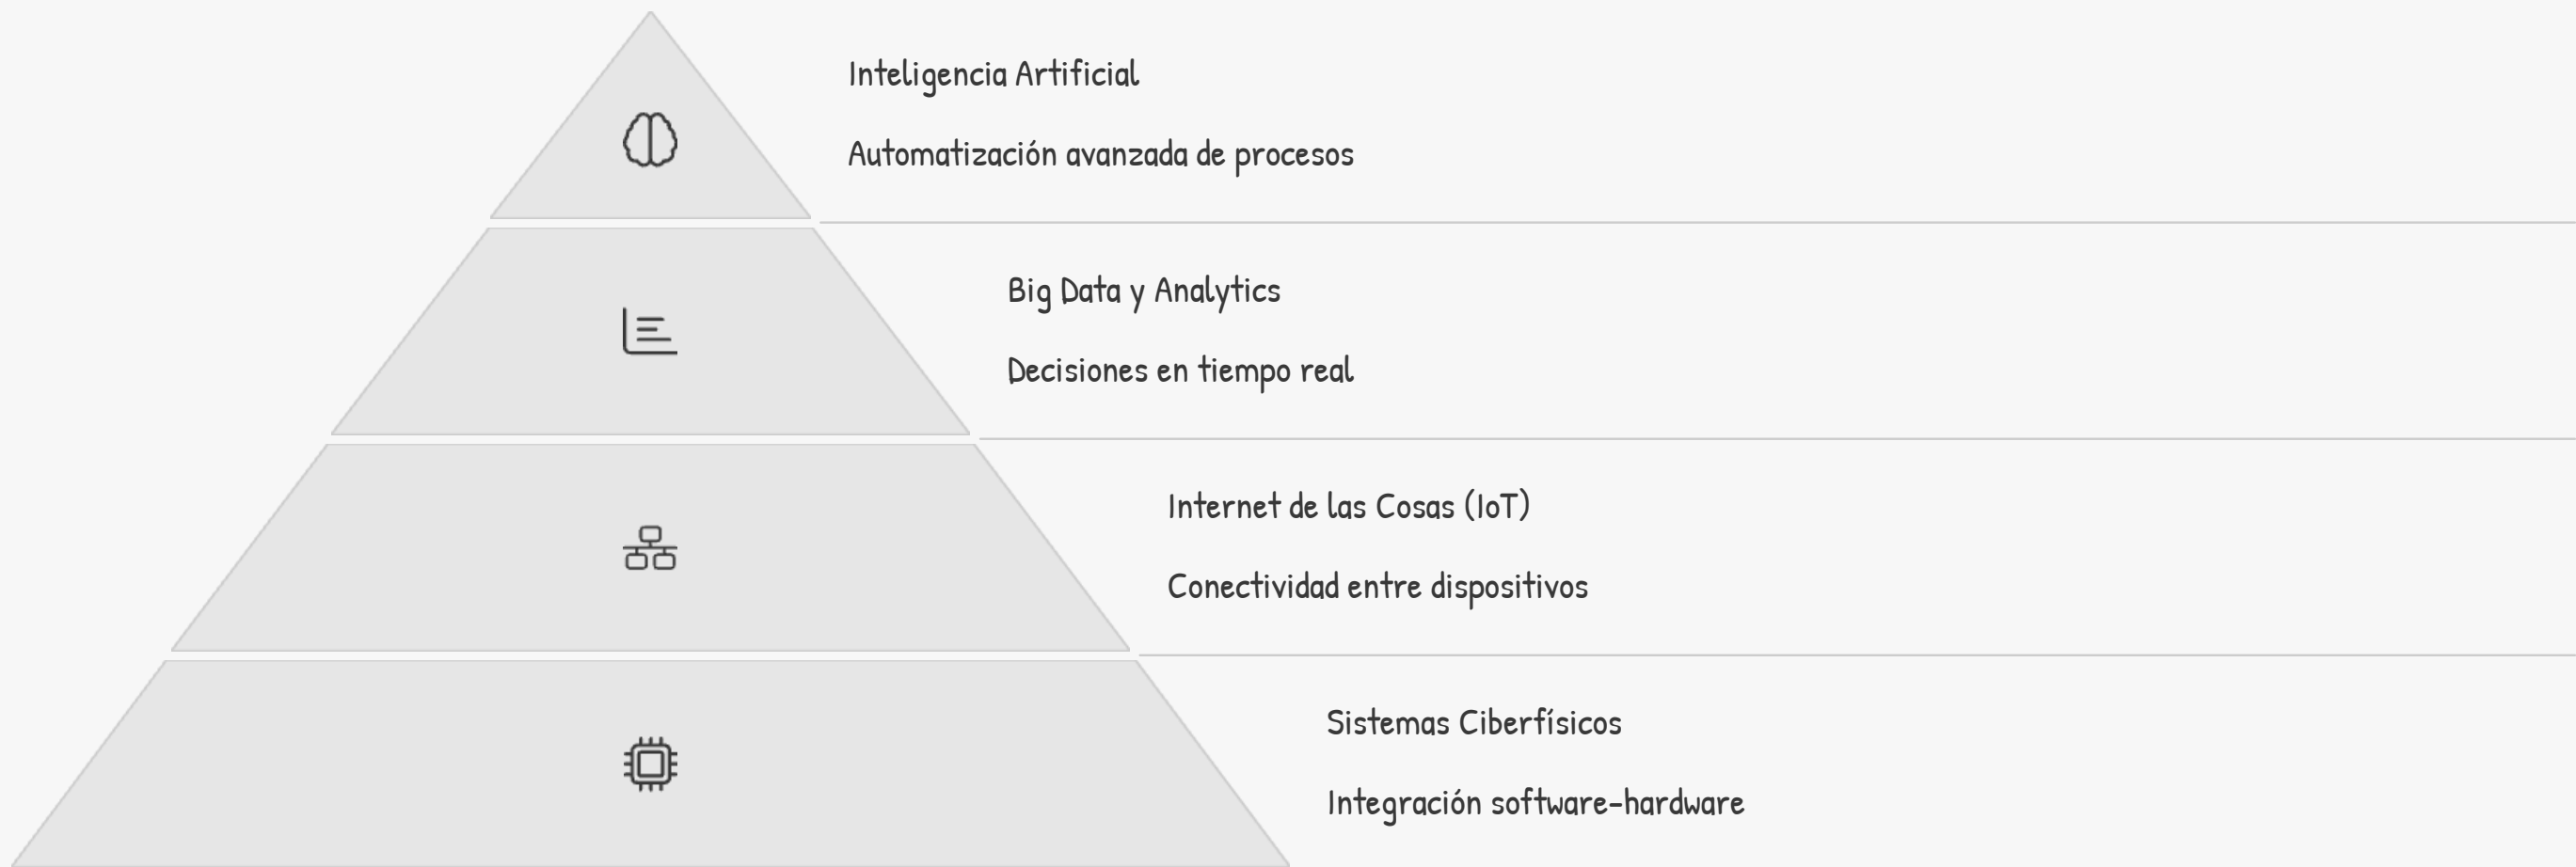 Inteligencia Artificial
Automatización avanzada de procesos
Big Data y Analytics
Decisiones en tiempo real
Internet de las Cosas (IoT)
Conectividad entre dispositivos
Sistemas Ciberfísicos
Integración software-hardware